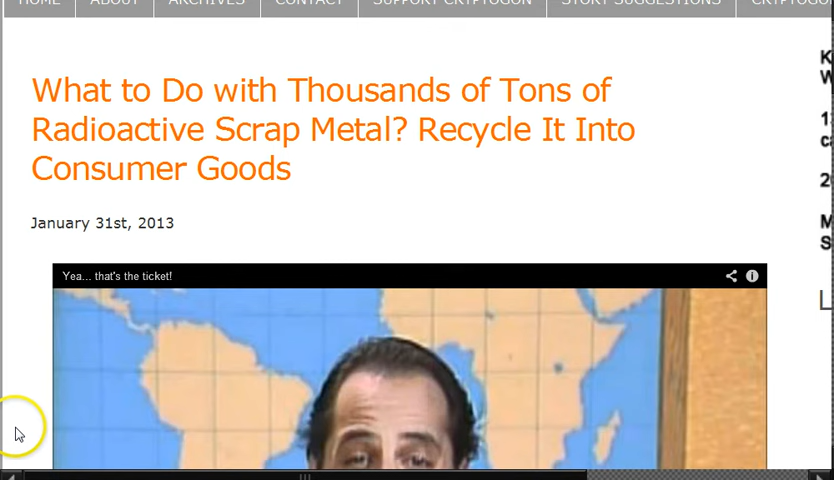 HOME ABOUT ARCHIVES CONTACT SUPPORT CRYPTOGON STORY SUGGESTIONS
What to Do with Thousands of Tons of
Radioactive Scrap Metal? Recycle It Into
Consumer Goods
January 31st, 2013
Yea... that's the ticket!